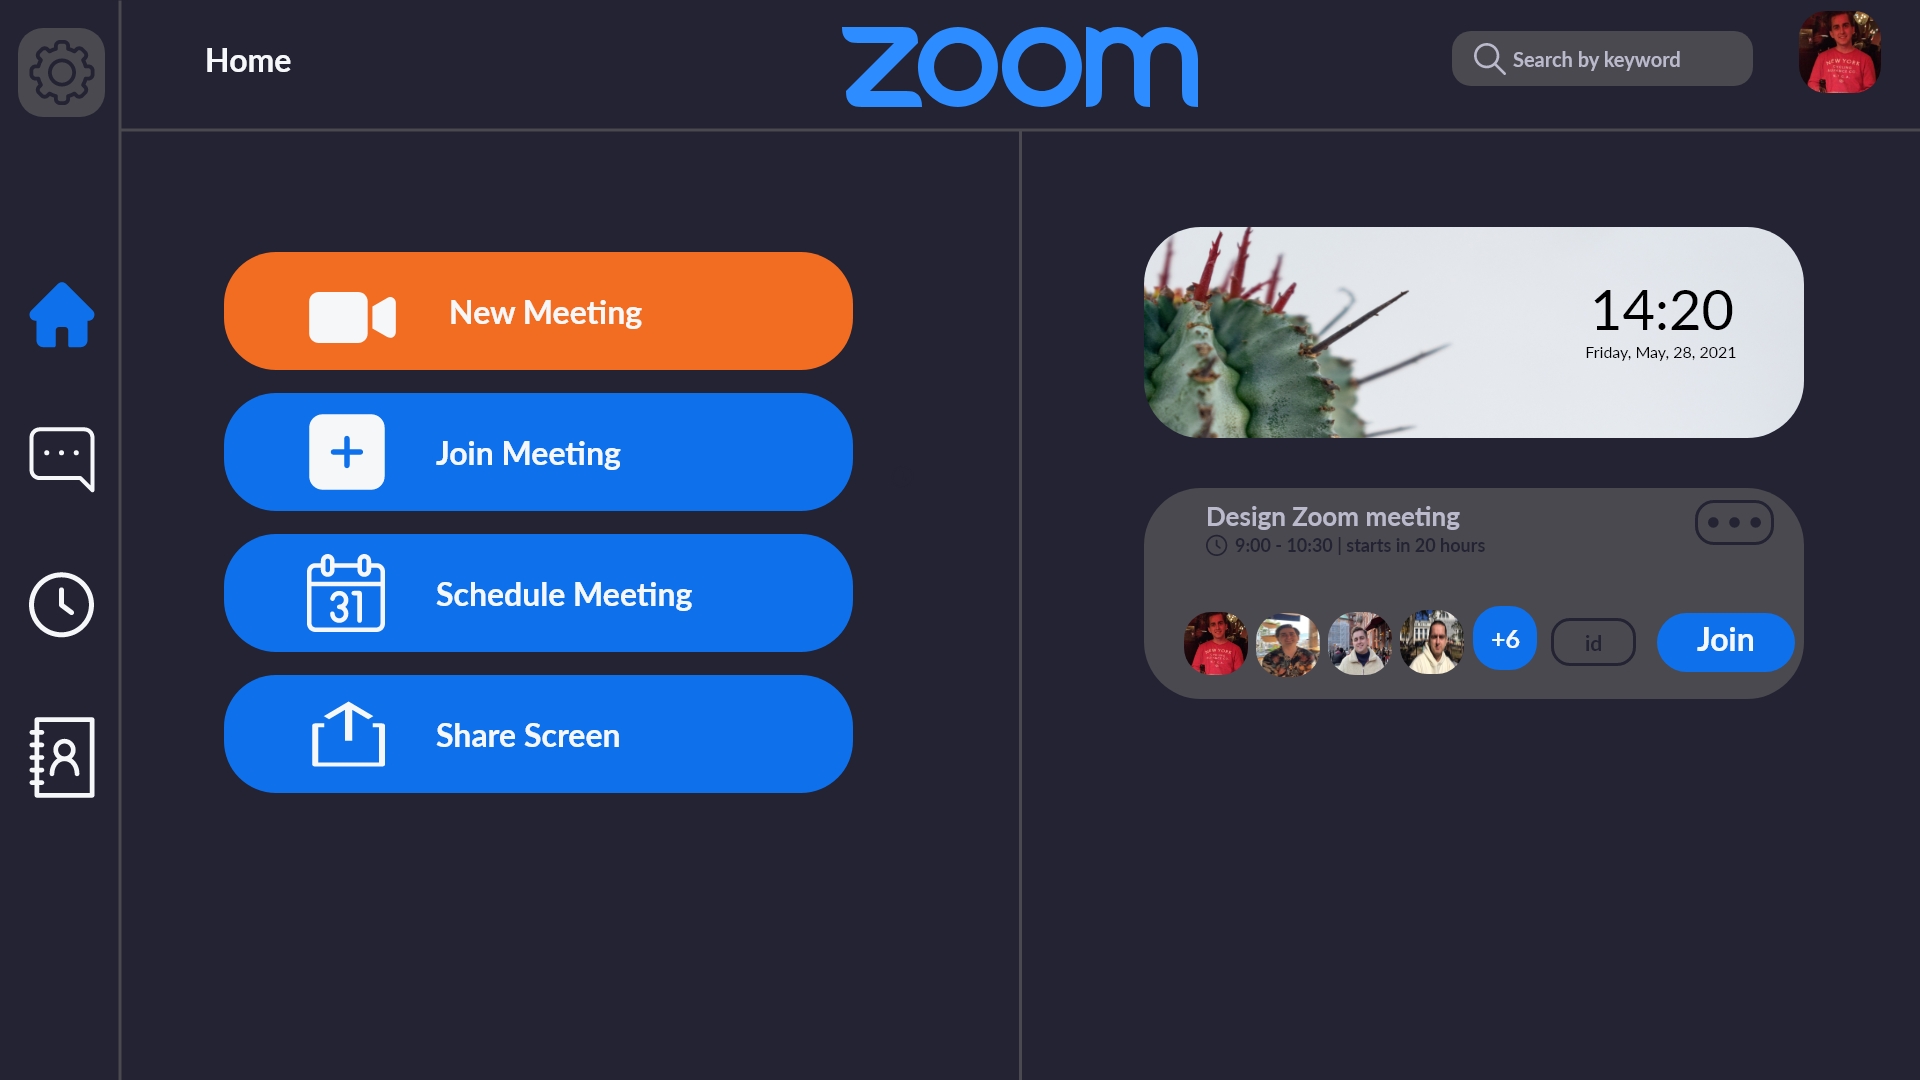 Home
zoom
Search by keyword
New Meeting
Join Meeting
31
Schedule Meeting
Share Screen
14:20
Friday, May, 28, 2021
Design Zoom meeting
9:00 - 10:30 | starts in 20 hours
+6
id
Join